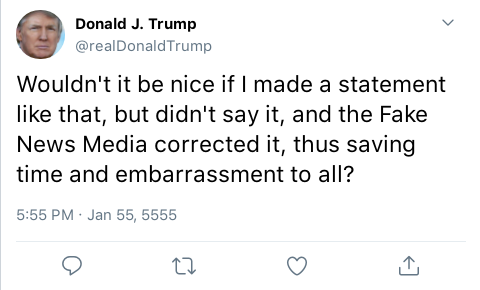 Donald J. Trump
@realDonaldTrump
Wouldn't it be nice if I made a statement
like that, but didn't say it, and the Fake
News Media corrected it, thus saving
time and embarrassment to all?
5:55 PM · Jan 55, 5555